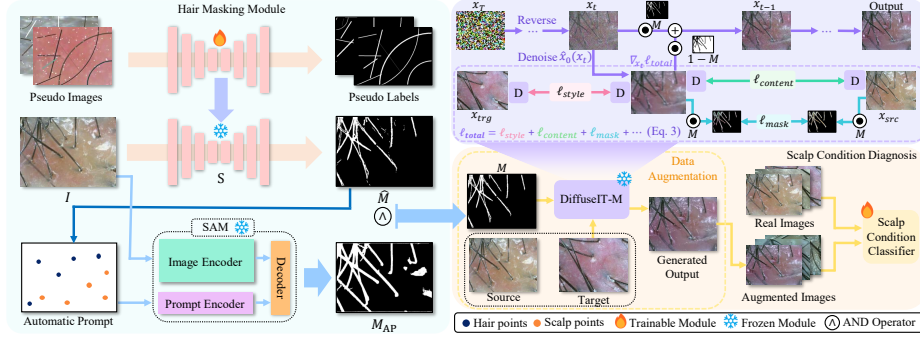 Hair Masking Module
Pseudo Images
Pseudo Labels
S
I
M̂
SAM
Image Encoder
Prompt Encoder
Decoder
Automatic Prompt
M_AP
x_T
Reverse
...
x_t
M
x_{t-1}
...
Output
Denoise x̂_0(x_t)
∇_{x_t} ℓ_total
1 − M
D
ℓ_style
D
D
ℓ_content
D
x_trg
M
ℓ_mask
M
x_src
ℓ_total = ℓ_style + ℓ_content + ℓ_mask + ⋯ (Eq. 3)
Scalp Condition Diagnosis
M
DiffuseIT-M
Data
Augmentation
Source
Target
Generated
Output
Real Images
Augmented Images
Scalp
Condition
Classifier
Hair points Scalp points Trainable Module Frozen Module AND Operator